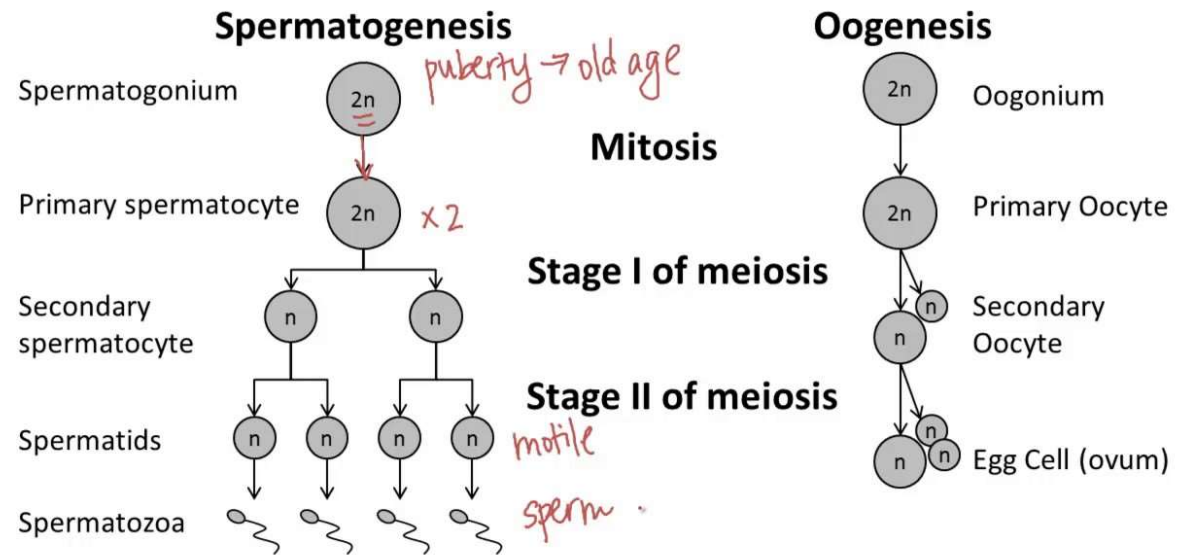 Spermatogenesis
Oogenesis
puberty → old age
Spermatogonium
2n
2n
Oogonium
Mitosis
Primary spermatocyte
2n
x 2
2n
Primary Oocyte
Stage I of meiosis
Secondary
spermatocyte
n
n
n
n
Secondary
Oocyte
Stage II of meiosis
Spermatids
n
n
n
n
motile
n
n
n
Egg Cell (ovum)
Spermatozoa
sperm